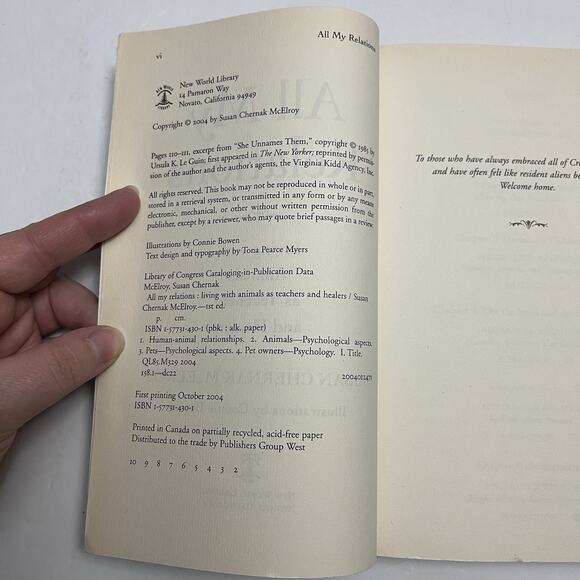 vi
All My Relations
NEW WORLD
LIBRARY
New World Library
14 Pamaron Way
Novato, California 94949
Copyright © 2004 by Susan Chernak McElroy
Pages 110–111, excerpt from "She Unnames Them," copyright © 1985 by
Ursula K. Le Guin; first appeared in The New Yorker; reprinted by permis-
sion of the author and the author's agents, the Virginia Kidd Agency, Inc.
All rights reserved. This book may not be reproduced in whole or in part,
stored in a retrieval system, or transmitted in any form or by any means
electronic, mechanical, or other without written permission from the
publisher, except by a reviewer, who may quote brief passages in a review.
Illustrations by Connie Bowen
Text design and typography by Tona Pearce Myers
Library of Congress Cataloging-in-Publication Data
McElroy, Susan Chernak
All my relations : living with animals as teachers and healers / Susan
Chernak McElroy.—1st ed.
p. cm.
ISBN 1-57731-430-1 (pbk. : alk. paper)
1. Human-animal relationships. 2. Animals—Psychological aspects.
3. Pets—Psychological aspects. 4. Pet owners—Psychology. I. Title.
QL85.M329 2004
158.1—dc22 2004012471
First printing October 2004
ISBN 1-57731-430-1
Printed in Canada on partially recycled, acid-free paper
Distributed to the trade by Publishers Group West
10 9 8 7 6 5 4 3 2
To those who have always embraced all of
and have often felt like resident aliens
Welcome home.